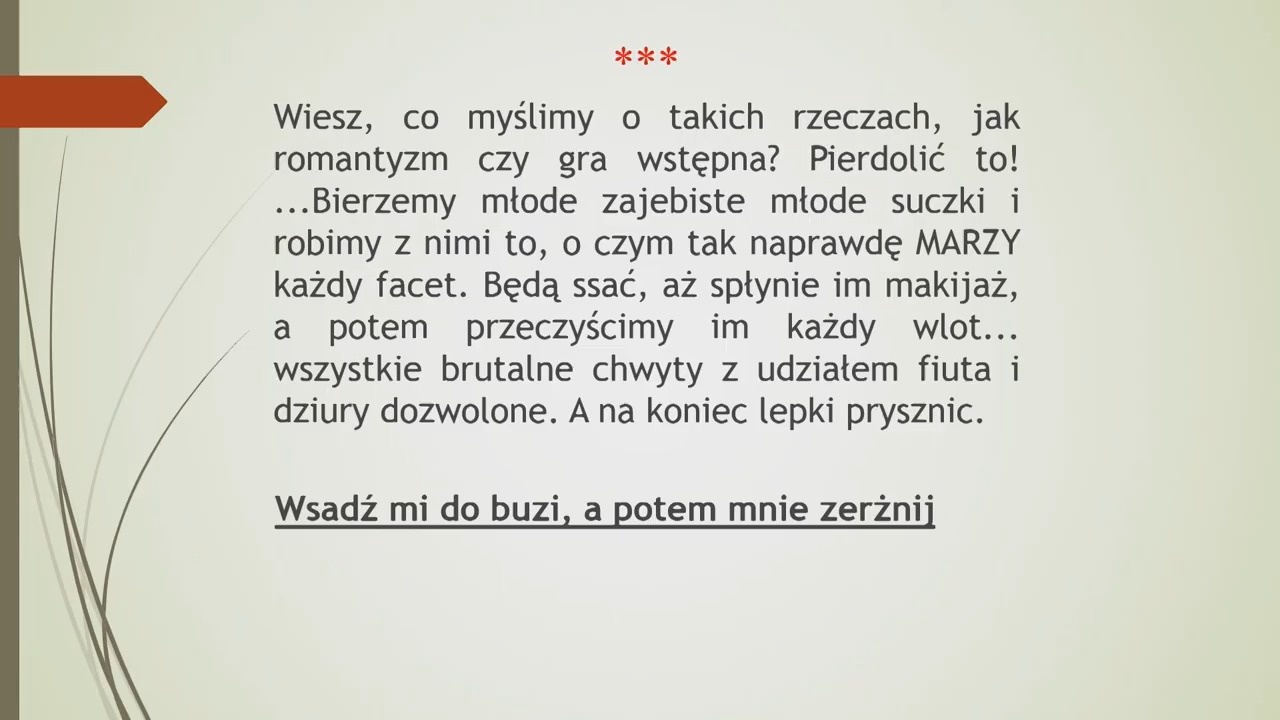 ***
Wiesz, co myślimy o takich rzeczach, jak
romantyzm czy gra wstępna? Pierdolić to!
...Bierzemy młode zajebiste młode suczki i
robimy z nimi to, o czym tak naprawdę MARZY
każdy facet. Będą ssać, aż spłynie im makijaż,
a potem przeczyścimy im każdy wlot...
wszystkie brutalne chwyty z udziałem fiuta i
dziury dozwolone. A na koniec lepki prysznic.
Wsadź mi do buzi, a potem mnie zerżnij